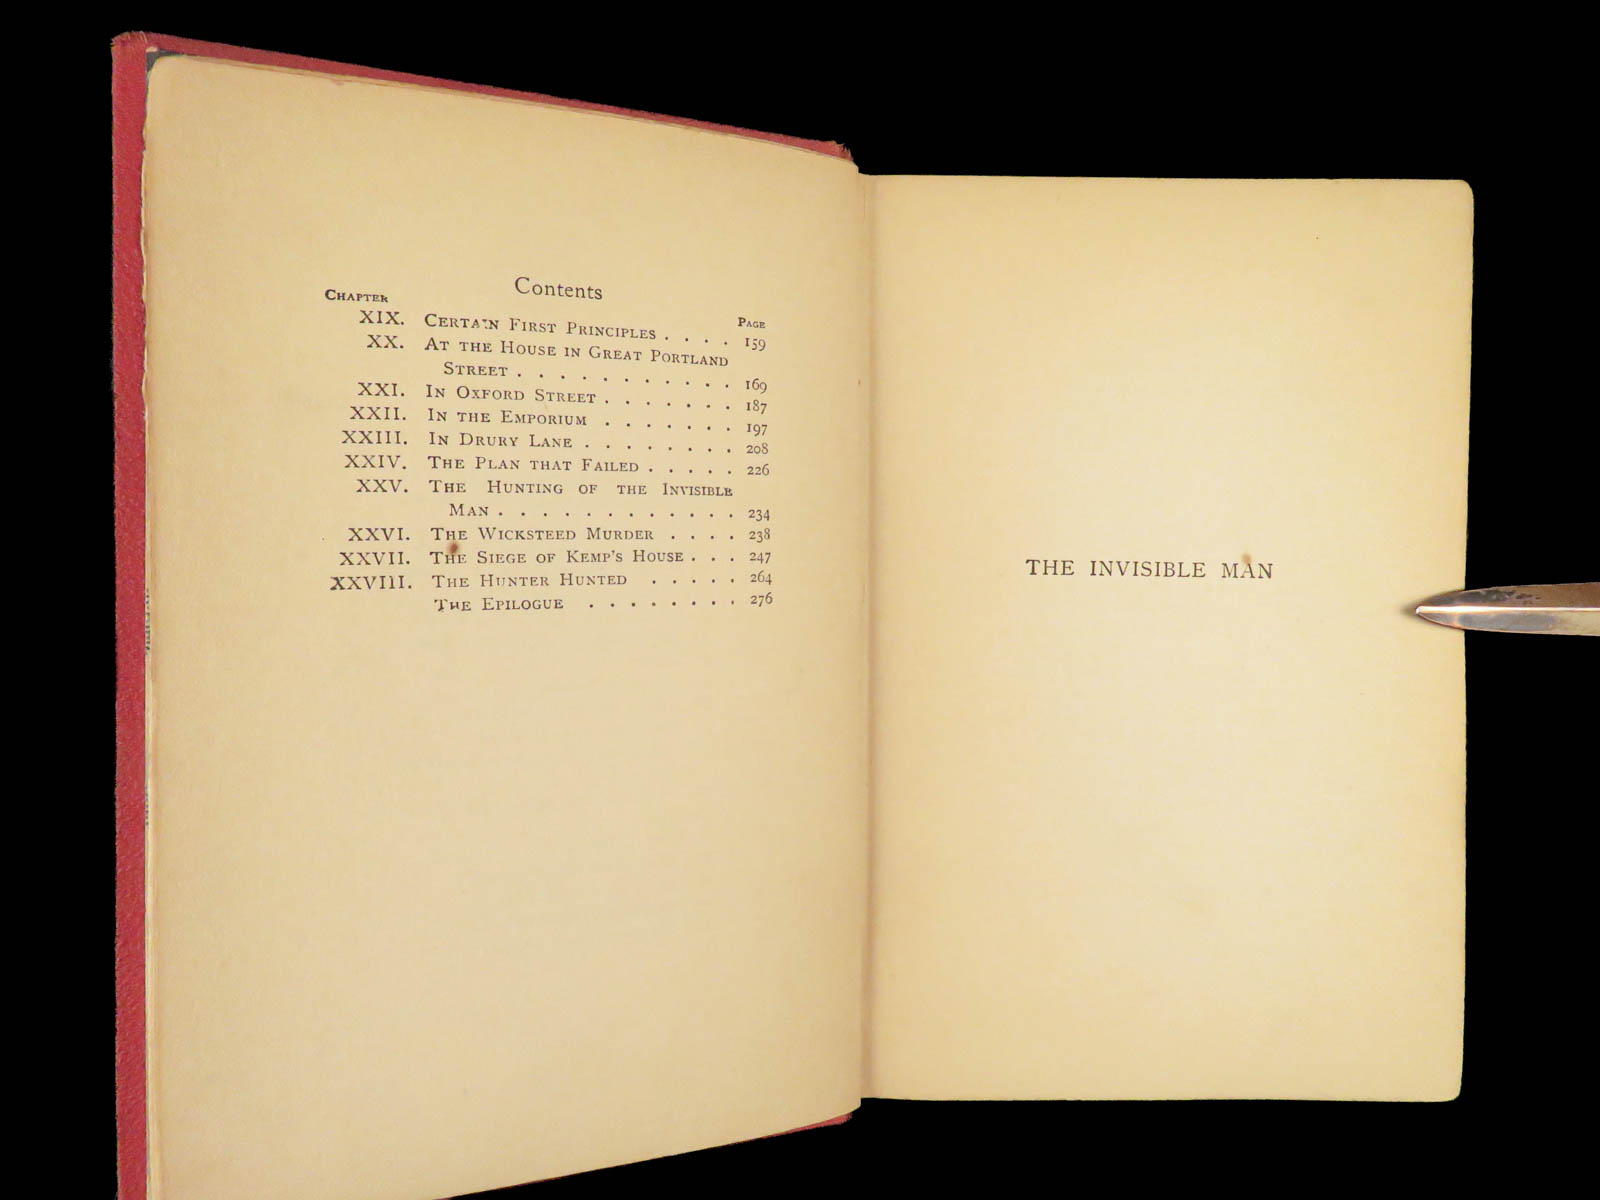 Contents
CHAPTER PAGE
XIX. CERTAIN FIRST PRINCIPLES . . . . 159
XX. AT THE HOUSE IN GREAT PORTLAND
STREET . . . . . . . . . . . 169
XXI. IN OXFORD STREET . . . . . . . 187
XXII. IN THE EMPORIUM . . . . . . . 197
XXIII. IN DRURY LANE . . . . . . . . 208
XXIV. THE PLAN THAT FAILED . . . . . 226
XXV. THE HUNTING OF THE INVISIBLE
MAN . . . . . . . . . . . . 234
XXVI. THE WICKSTEED MURDER . . . . 238
XXVII. THE SIEGE OF KEMP'S HOUSE . . . 247
XXVIII. THE HUNTER HUNTED . . . . . 264
THE EPILOGUE . . . . . . . . 276
THE INVISIBLE MAN